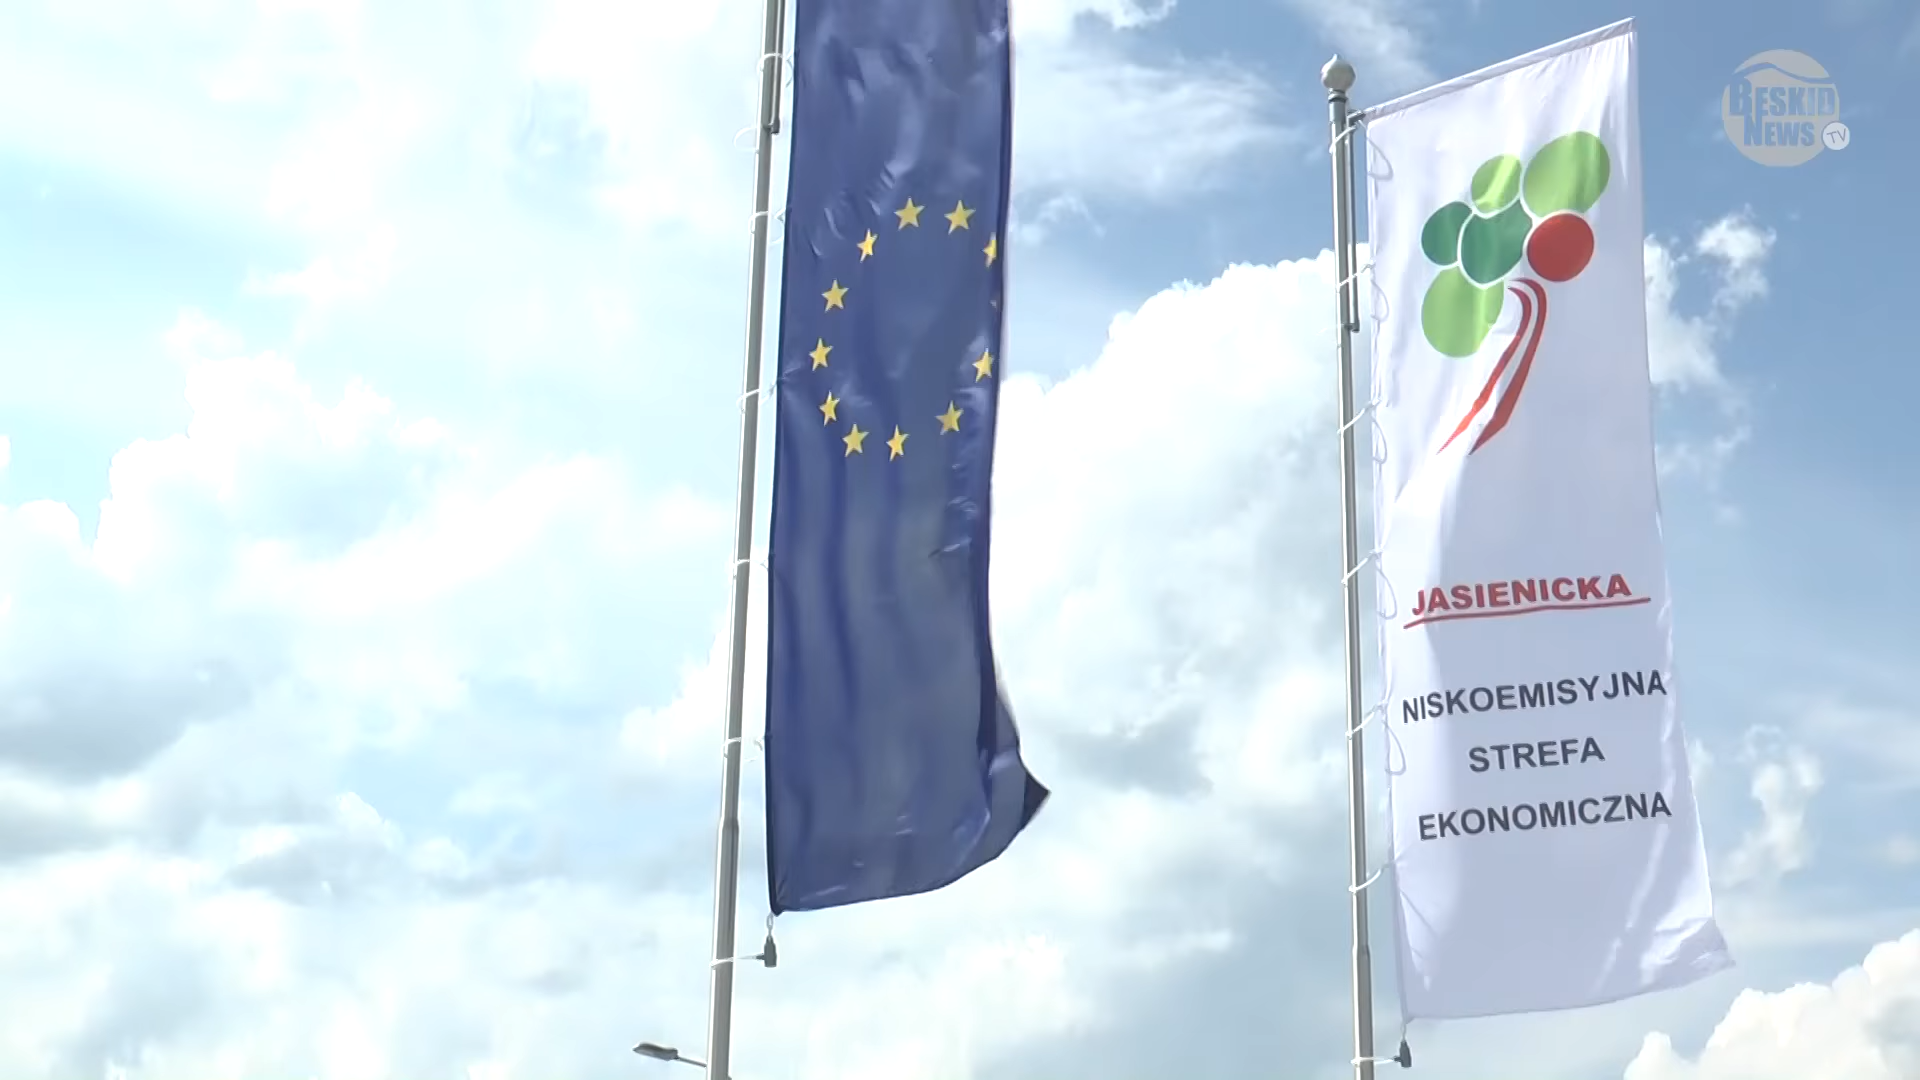 BESKID
NEWS TV
JASIENICKA
NISKOEMISYJNA
STREFA
EKONOMICZNA